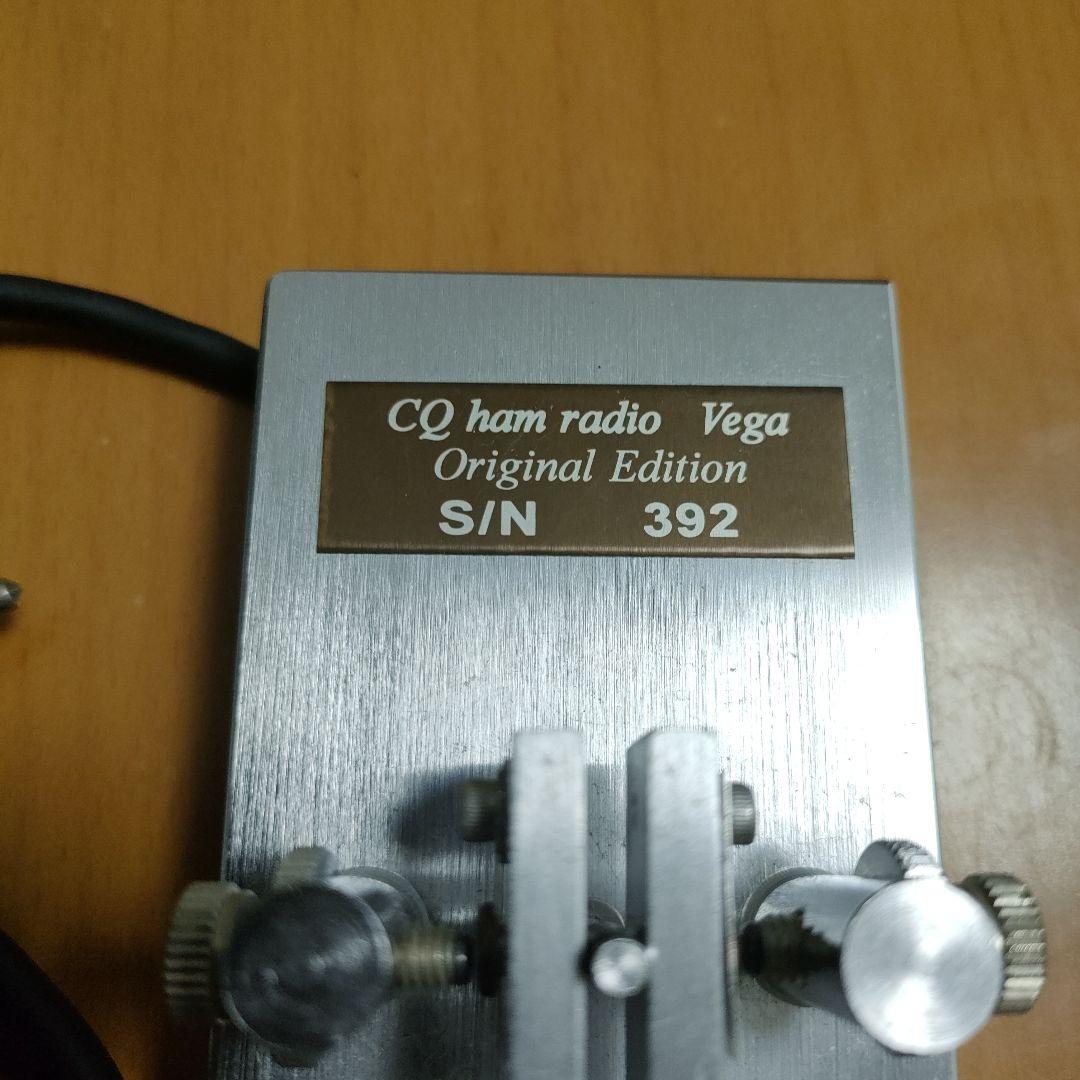 CQ ham radio Vega
Original Edition
S/N 392